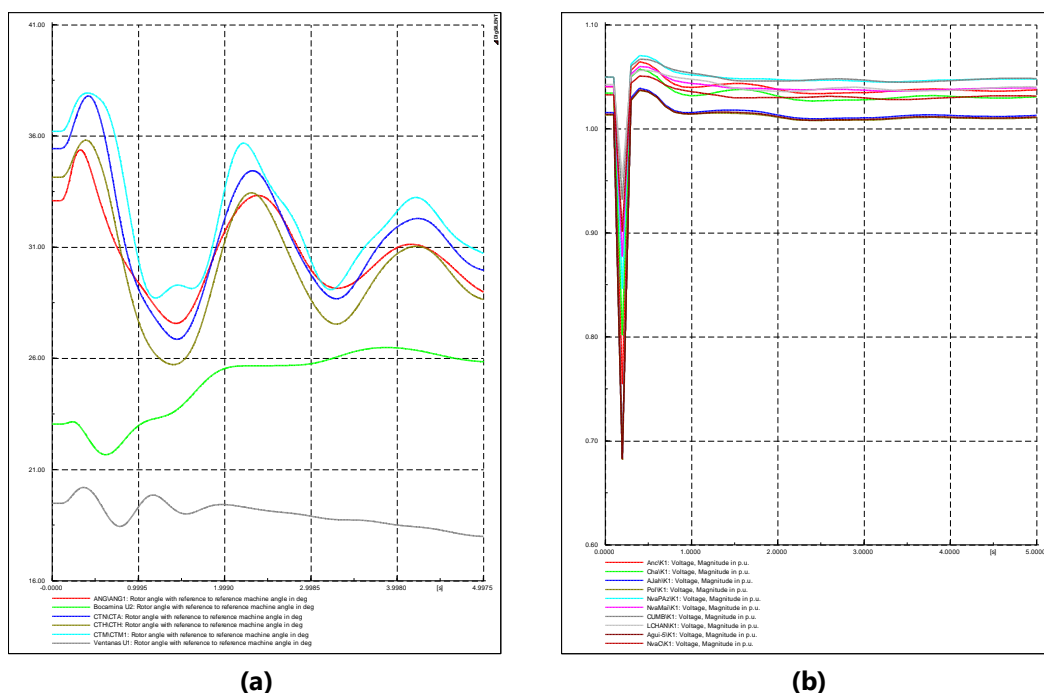 41.00
36.00
31.00
26.00
21.00
16.00
-0.0000 0.9995 1.9990 2.9985 3.9980 [s] 4.9975
DIgSILENT
ANG\ANG1: Rotor angle with reference to reference machine angle in deg
Bocamina U2: Rotor angle with reference to reference machine angle in deg
CTN\CTA: Rotor angle with reference to reference machine angle in deg
CTH\CTH: Rotor angle with reference to reference machine angle in deg
CTM\CTM1: Rotor angle with reference to reference machine angle in deg
Ventanas U1: Rotor angle with reference to reference machine angle in deg
(a)
1.10
1.00
0.90
0.80
0.70
0.60
0.0000 1.0000 2.0000 3.0000 4.0000 [s] 5.0000
Anc\K1: Voltage, Magnitude in p.u.
Cha\K1: Voltage, Magnitude in p.u.
AJah\K1: Voltage, Magnitude in p.u.
Pol\K1: Voltage, Magnitude in p.u.
NvaPAz\K1: Voltage, Magnitude in p.u.
NvaMai\K1: Voltage, Magnitude in p.u.
CUMB\K1: Voltage, Magnitude in p.u.
LCHAN\K1: Voltage, Magnitude in p.u.
Agui-5\K1: Voltage, Magnitude in p.u.
NvaC\K1: Voltage, Magnitude in p.u.
(b)